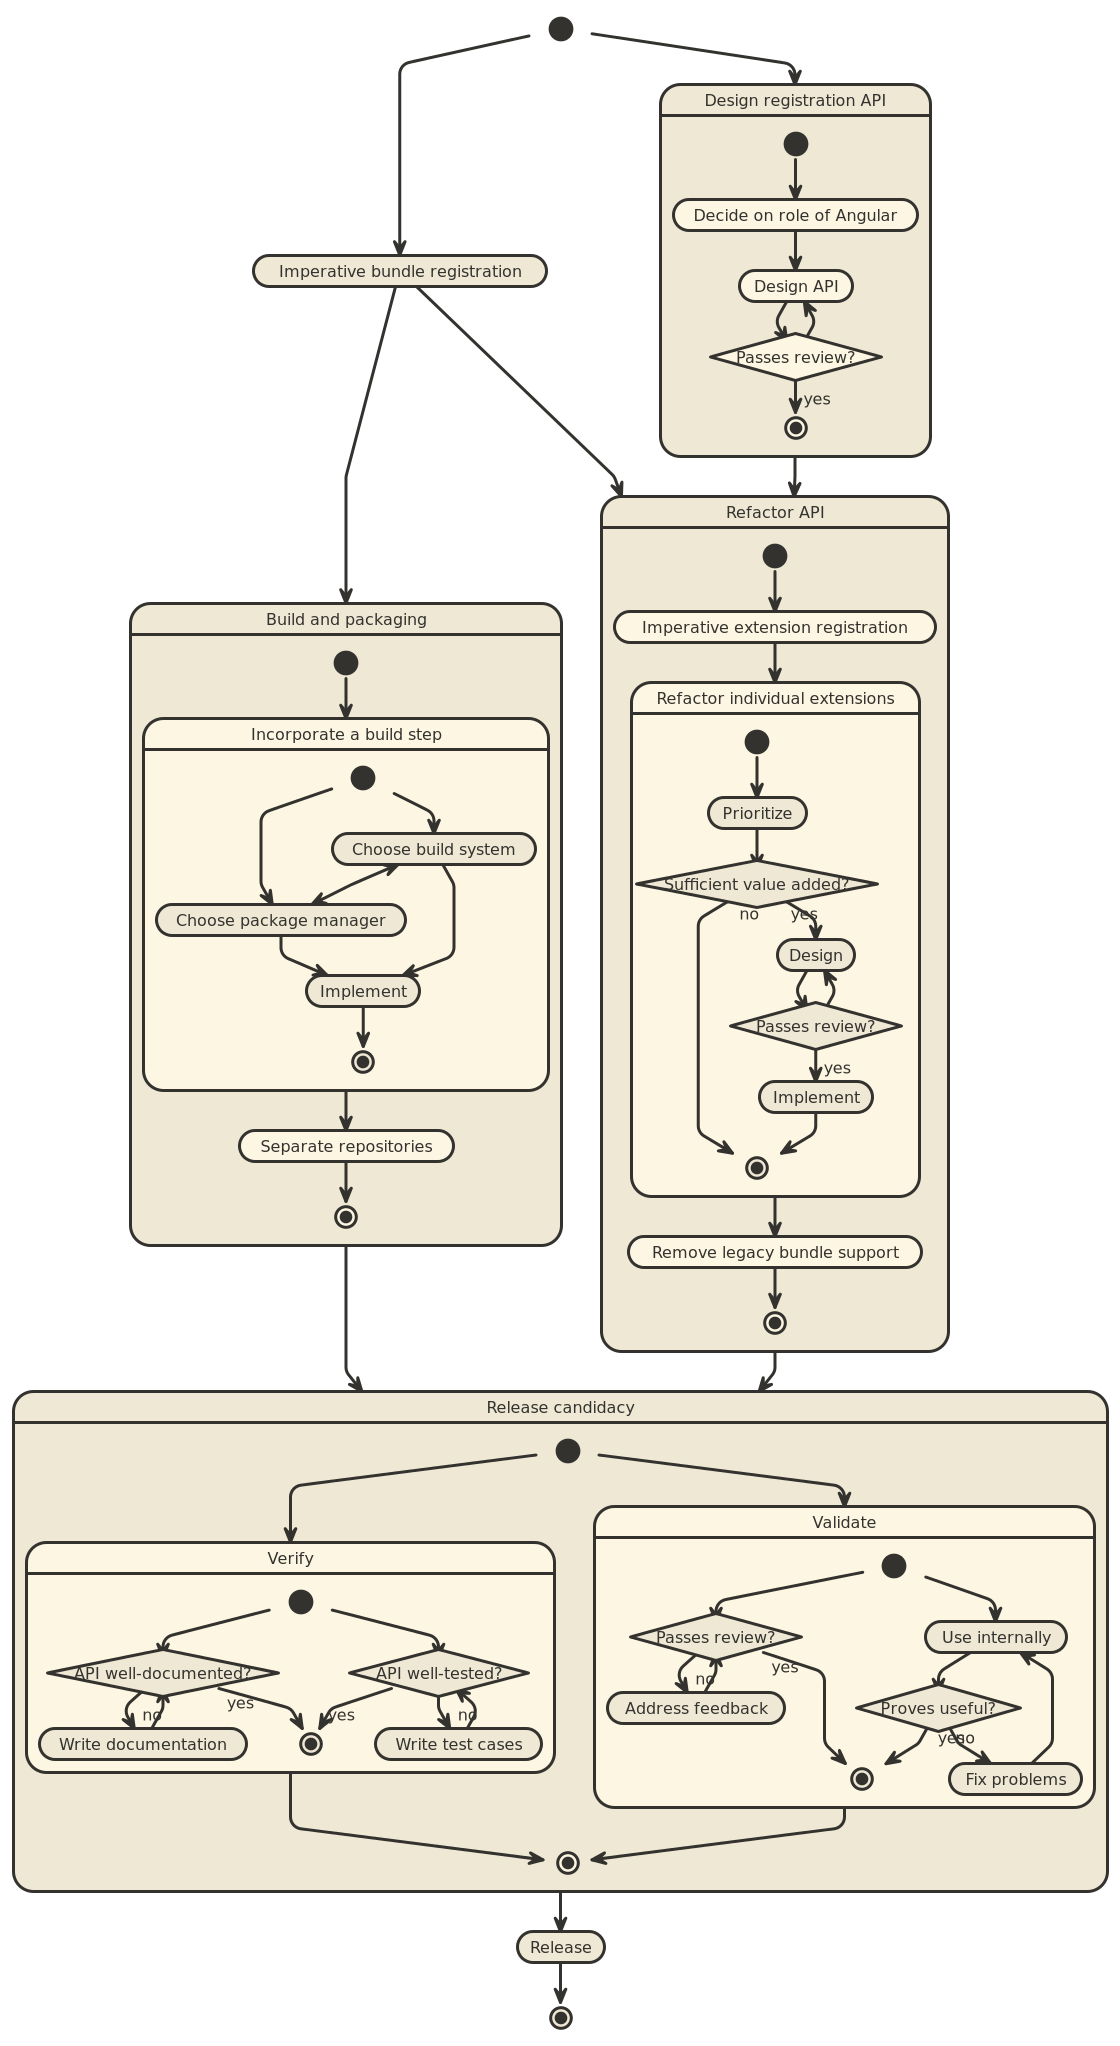 Design registration API
Decide on role of Angular
Imperative bundle registration
Design API
Passes review?
yes
Refactor API
Imperative extension registration
Refactor individual extensions
Prioritize
Sufficient value added?
no
yes
Design
Passes review?
yes
Implement
Remove legacy bundle support
Build and packaging
Incorporate a build step
Choose build system
Choose package manager
Implement
Separate repositories
Release candidacy
Verify
API well-documented?
API well-tested?
no
yes
yes
no
Write documentation
Write test cases
Validate
Passes review?
Use internally
yes
no
Address feedback
Proves useful?
yes
no
Fix problems
Release